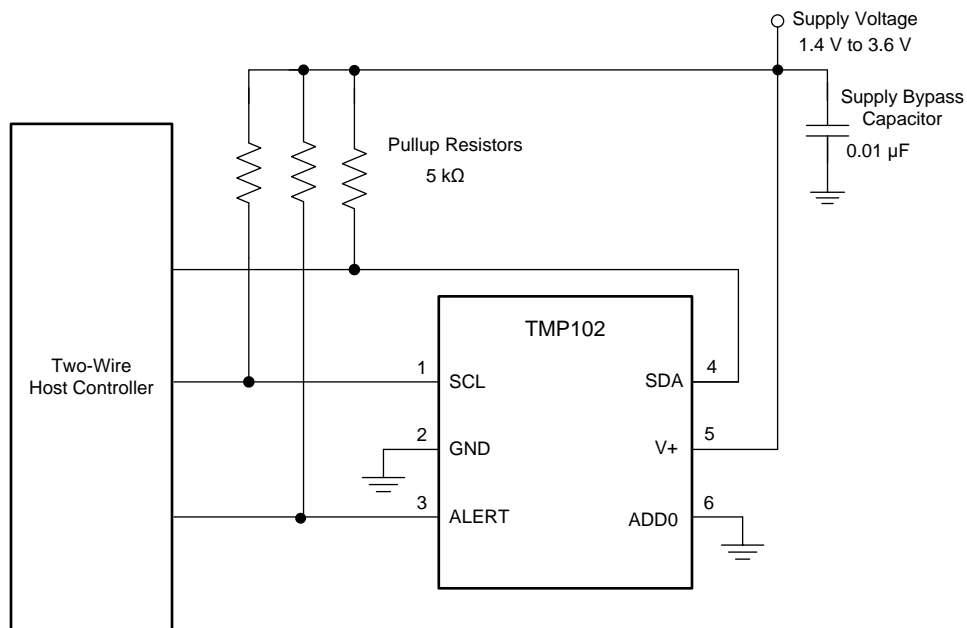 Supply Voltage
1.4 V to 3.6 V
Supply Bypass
Capacitor
0.01 µF
Pullup Resistors
5 kΩ
Two-Wire
Host Controller
TMP102
1
SCL
SDA
4
2
GND
V+
5
3
ALERT
ADD0
6